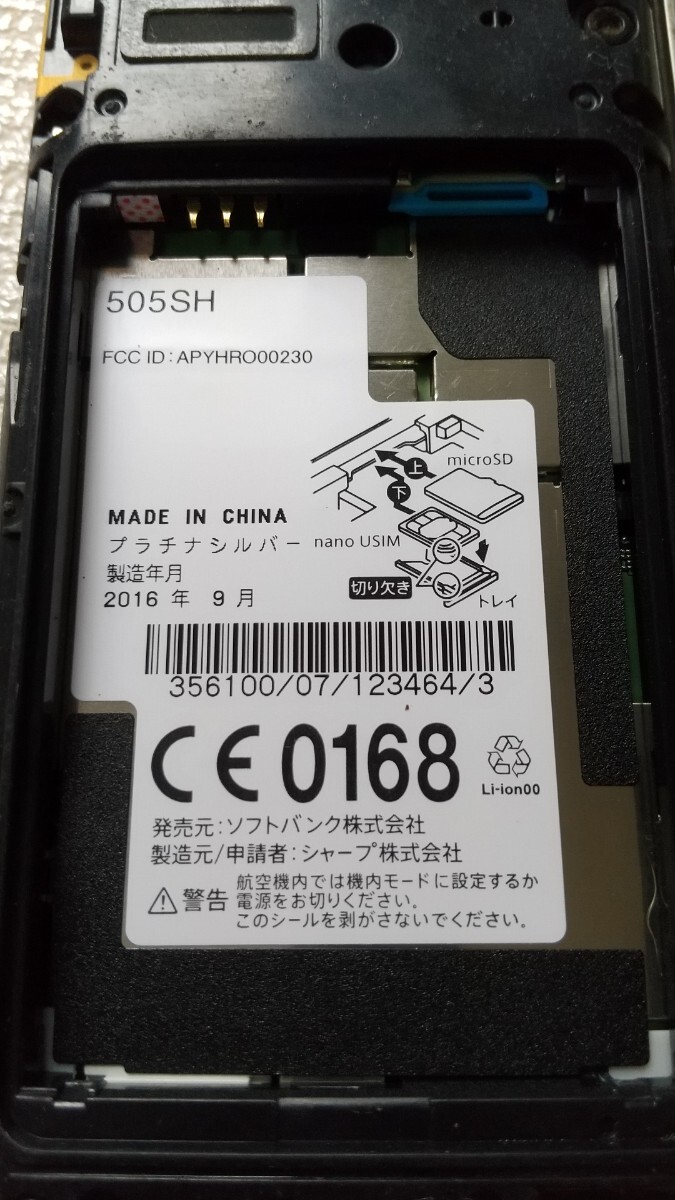 505SH
FCC ID : APYHRO00230
上
microSD
下
MADE IN CHINA
プラチナシルバー
nano USIM
製造年月
切り欠き
トレイ
2016 年 9 月
356100/07/123464/3
CE0168
Li-ion00
発売元:ソフトバンク株式会社
製造元/申請者:シャープ株式会社
警告
航空機内では機内モードに設定するか
電源をお切りください。
このシールを剥がさないでください。